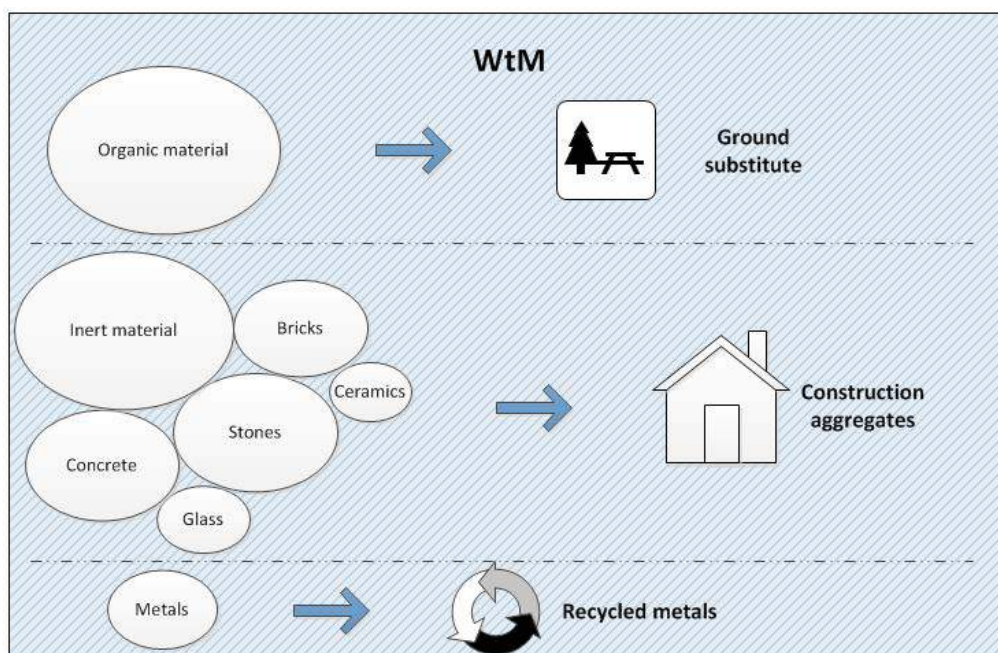 WtM
Organic material
Ground
substitute
Inert material
Bricks
Ceramics
Stones
Concrete
Glass
Construction
aggregates
Metals
Recycled metals